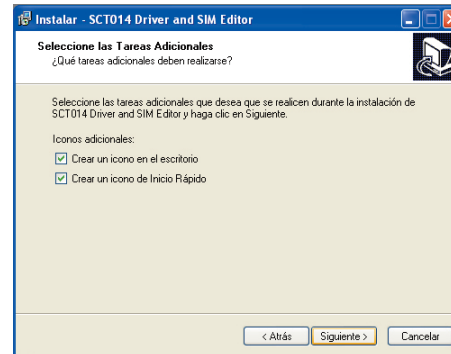 Instalar - SCT014 Driver and SIM Editor
Seleccione las Tareas Adicionales
¿Qué tareas adicionales deben realizarse?
Seleccione las tareas adicionales que desea que se realicen durante la instalación de
SCT014 Driver and SIM Editor y haga clic en Siguiente.
Iconos adicionales:
Crear un icono en el escritorio
Crear un icono de Inicio Rápido
< Atrás Siguiente > Cancelar